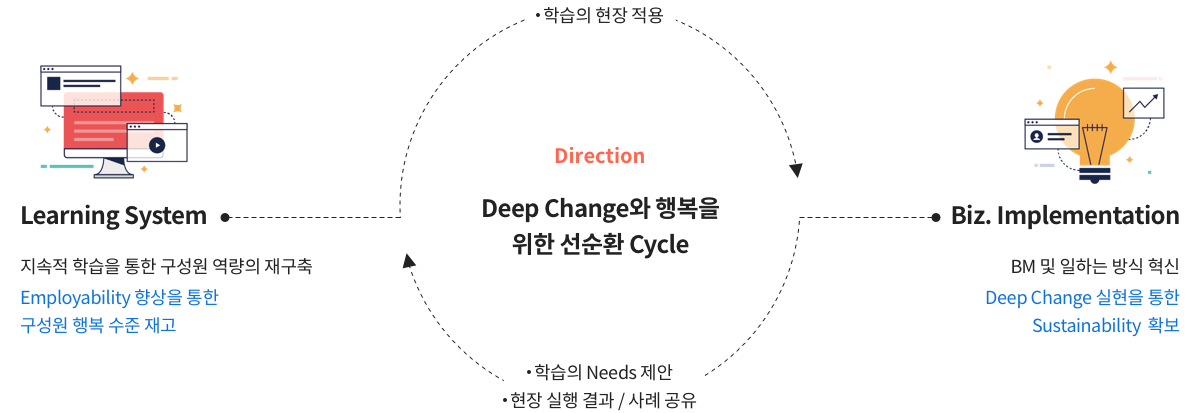 • 학습의 현장 적용
Direction
Deep Change와 행복을
위한 선순환 Cycle
Learning System
지속적 학습을 통한 구성원 역량의 재구축
Employability 향상을 통한
구성원 행복 수준 재고
Biz. Implementation
BM 및 일하는 방식 혁신
Deep Change 실현을 통한
Sustainability 확보
• 학습의 Needs 제안
• 현장 실행 결과 / 사례 공유